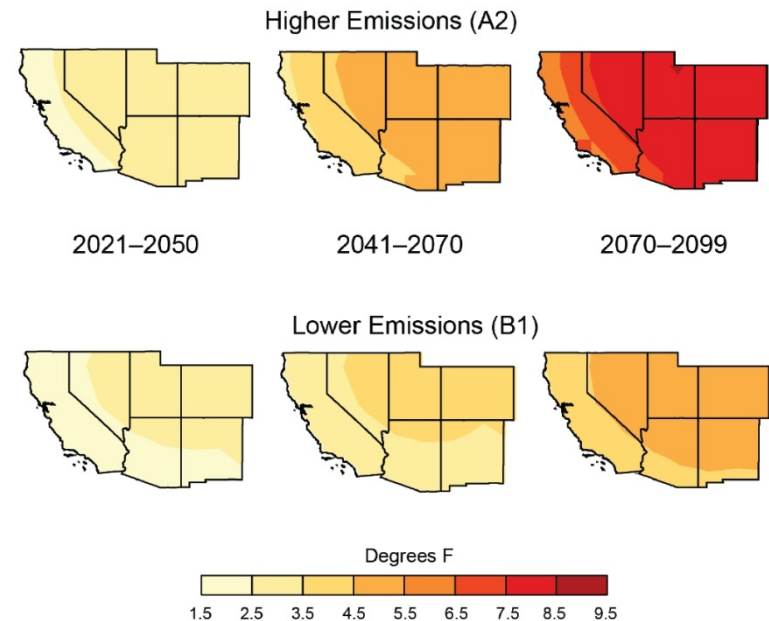 Higher Emissions (A2)
2021–2050 2041–2070 2070–2099
Lower Emissions (B1)
Degrees F
1.5 2.5 3.5 4.5 5.5 6.5 7.5 8.5 9.5